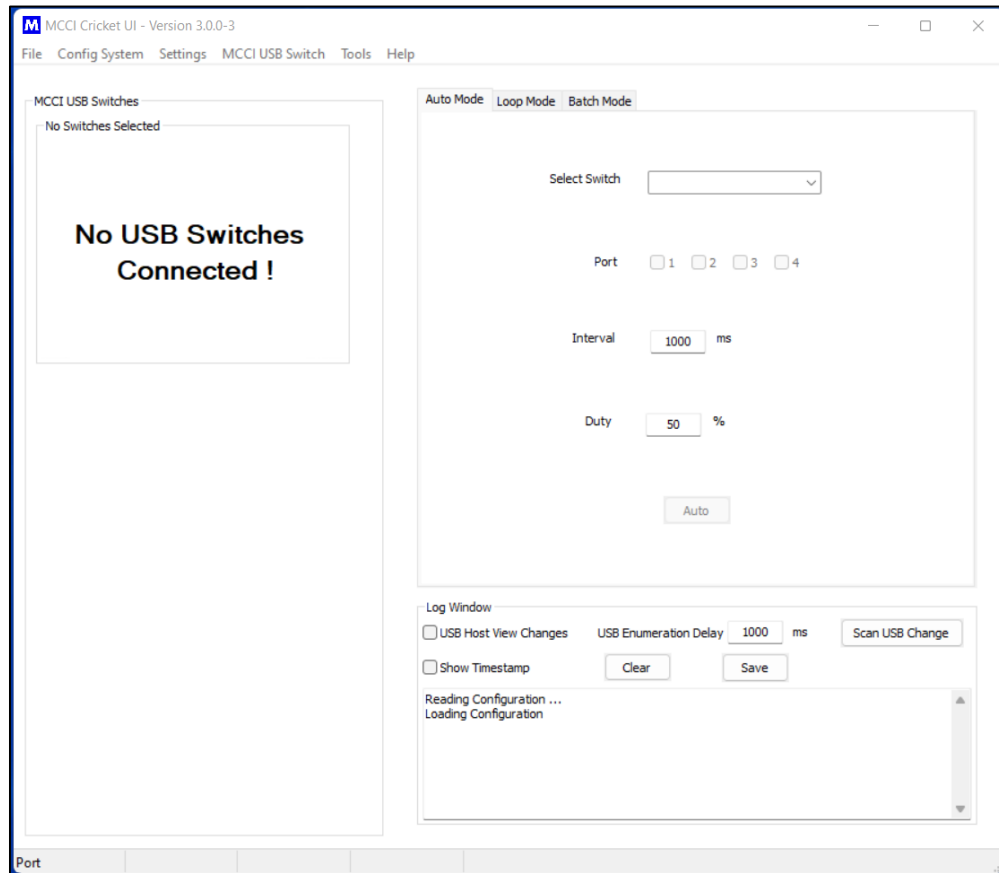 M MCCI Cricket UI - Version 3.0.0-3
File Config System Settings MCCI USB Switch Tools Help
MCCI USB Switches
No Switches Selected
No USB Switches
Connected !
Auto Mode Loop Mode Batch Mode
Select Switch
Port 1 2 3 4
Interval 1000 ms
Duty 50 %
Auto
Log Window
USB Host View Changes USB Enumeration Delay 1000 ms Scan USB Change
Show Timestamp Clear Save
Reading Configuration ...
Loading Configuration
Port